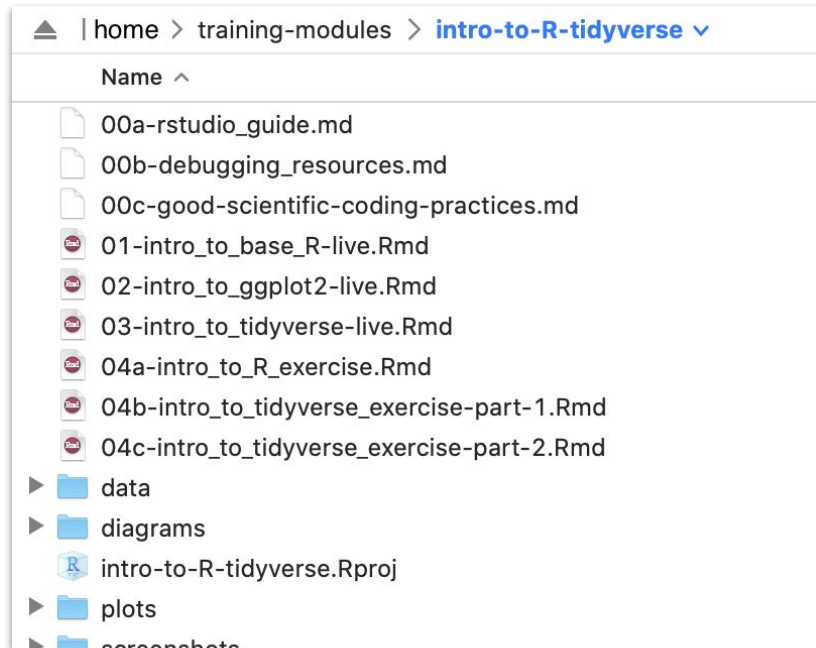 home > training-modules > intro-to-R-tidyverse
Name
00a-rstudio_guide.md
00b-debugging_resources.md
00c-good-scientific-coding-practices.md
01-intro_to_base_R-live.Rmd
02-intro_to_ggplot2-live.Rmd
03-intro_to_tidyverse-live.Rmd
04a-intro_to_R_exercise.Rmd
04b-intro_to_tidyverse_exercise-part-1.Rmd
04c-intro_to_tidyverse_exercise-part-2.Rmd
data
diagrams
intro-to-R-tidyverse.Rproj
plots
screenshots